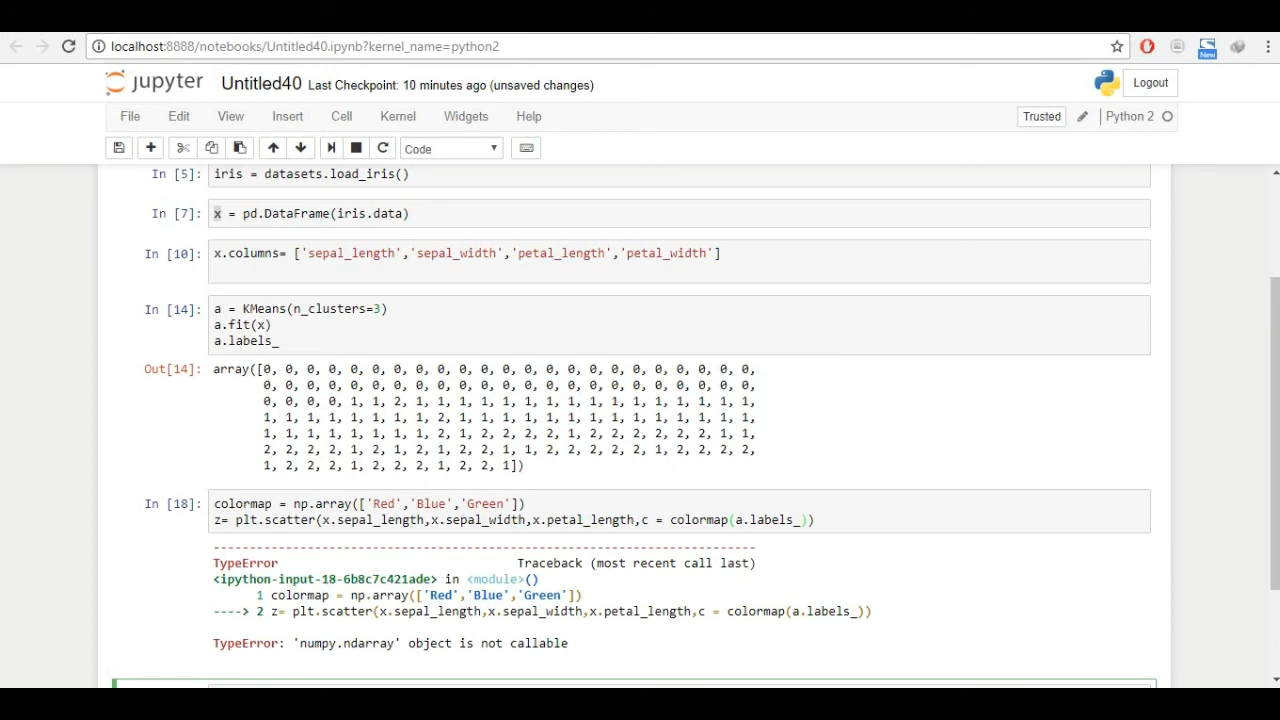 localhost:8888/notebooks/Untitled40.ipynb?kernel_name=python2
New
jupyter Untitled40 Last Checkpoint: 10 minutes ago (unsaved changes) Logout
File Edit View Insert Cell Kernel Widgets Help Trusted Python 2
Code
In [5]: iris = datasets.load_iris()
In [7]: x = pd.DataFrame(iris.data)
In [10]: x.columns= ['sepal_length','sepal_width','petal_length','petal_width']
In [14]: a = KMeans(n_clusters=3)
a.fit(x)
a.labels_
Out[14]: array([0, 0, 0, 0, 0, 0, 0, 0, 0, 0, 0, 0, 0, 0, 0, 0, 0, 0, 0, 0, 0, 0, 0,
0, 0, 0, 0, 0, 0, 0, 0, 0, 0, 0, 0, 0, 0, 0, 0, 0, 0, 0, 0, 0, 0, 0,
0, 0, 0, 0, 1, 1, 2, 1, 1, 1, 1, 1, 1, 1, 1, 1, 1, 1, 1, 1, 1, 1, 1,
1, 1, 1, 1, 1, 1, 1, 1, 2, 1, 1, 1, 1, 1, 1, 1, 1, 1, 1, 1, 1, 1, 1,
1, 1, 1, 1, 1, 1, 1, 1, 2, 1, 2, 2, 2, 2, 1, 2, 2, 2, 2, 2, 2, 1, 1,
2, 2, 2, 2, 1, 2, 1, 2, 1, 2, 2, 1, 1, 2, 2, 2, 2, 2, 1, 2, 2, 2, 2,
1, 2, 2, 2, 1, 2, 2, 2, 1, 2, 2, 1])
In [18]: colormap = np.array(['Red','Blue','Green'])
z= plt.scatter(x.sepal_length,x.sepal_width,x.petal_length,c = colormap(a.labels_))
---------------------------------------------------------------------------
TypeError Traceback (most recent call last)
<ipython-input-18-6b8c7c421ade> in <module>()
1 colormap = np.array(['Red','Blue','Green'])
----> 2 z= plt.scatter(x.sepal_length,x.sepal_width,x.petal_length,c = colormap(a.labels_))
TypeError: 'numpy.ndarray' object is not callable